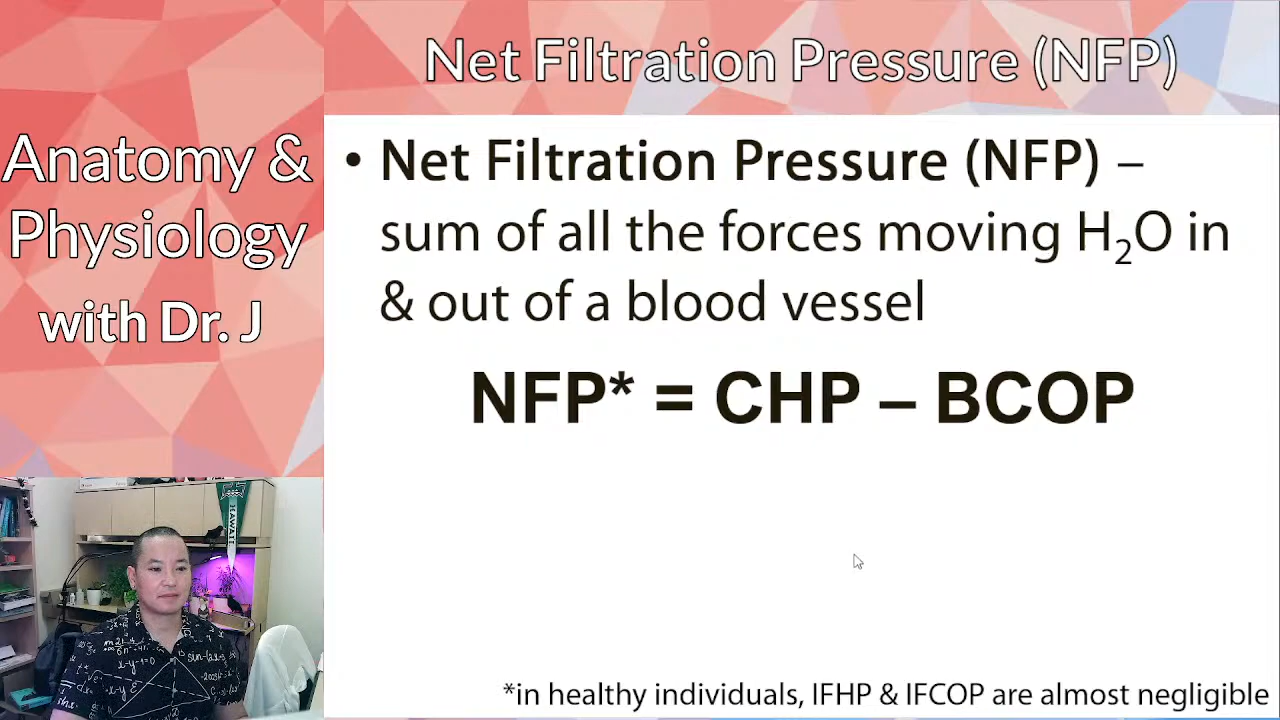 Net Filtration Pressure (NFP)
Anatomy &
Physiology
with Dr. J
• Net Filtration Pressure (NFP) –
sum of all the forces moving H₂O in
& out of a blood vessel
NFP* = CHP – BCOP
*in healthy individuals, IFHP & IFCOP are almost negligible
HAWAI'I